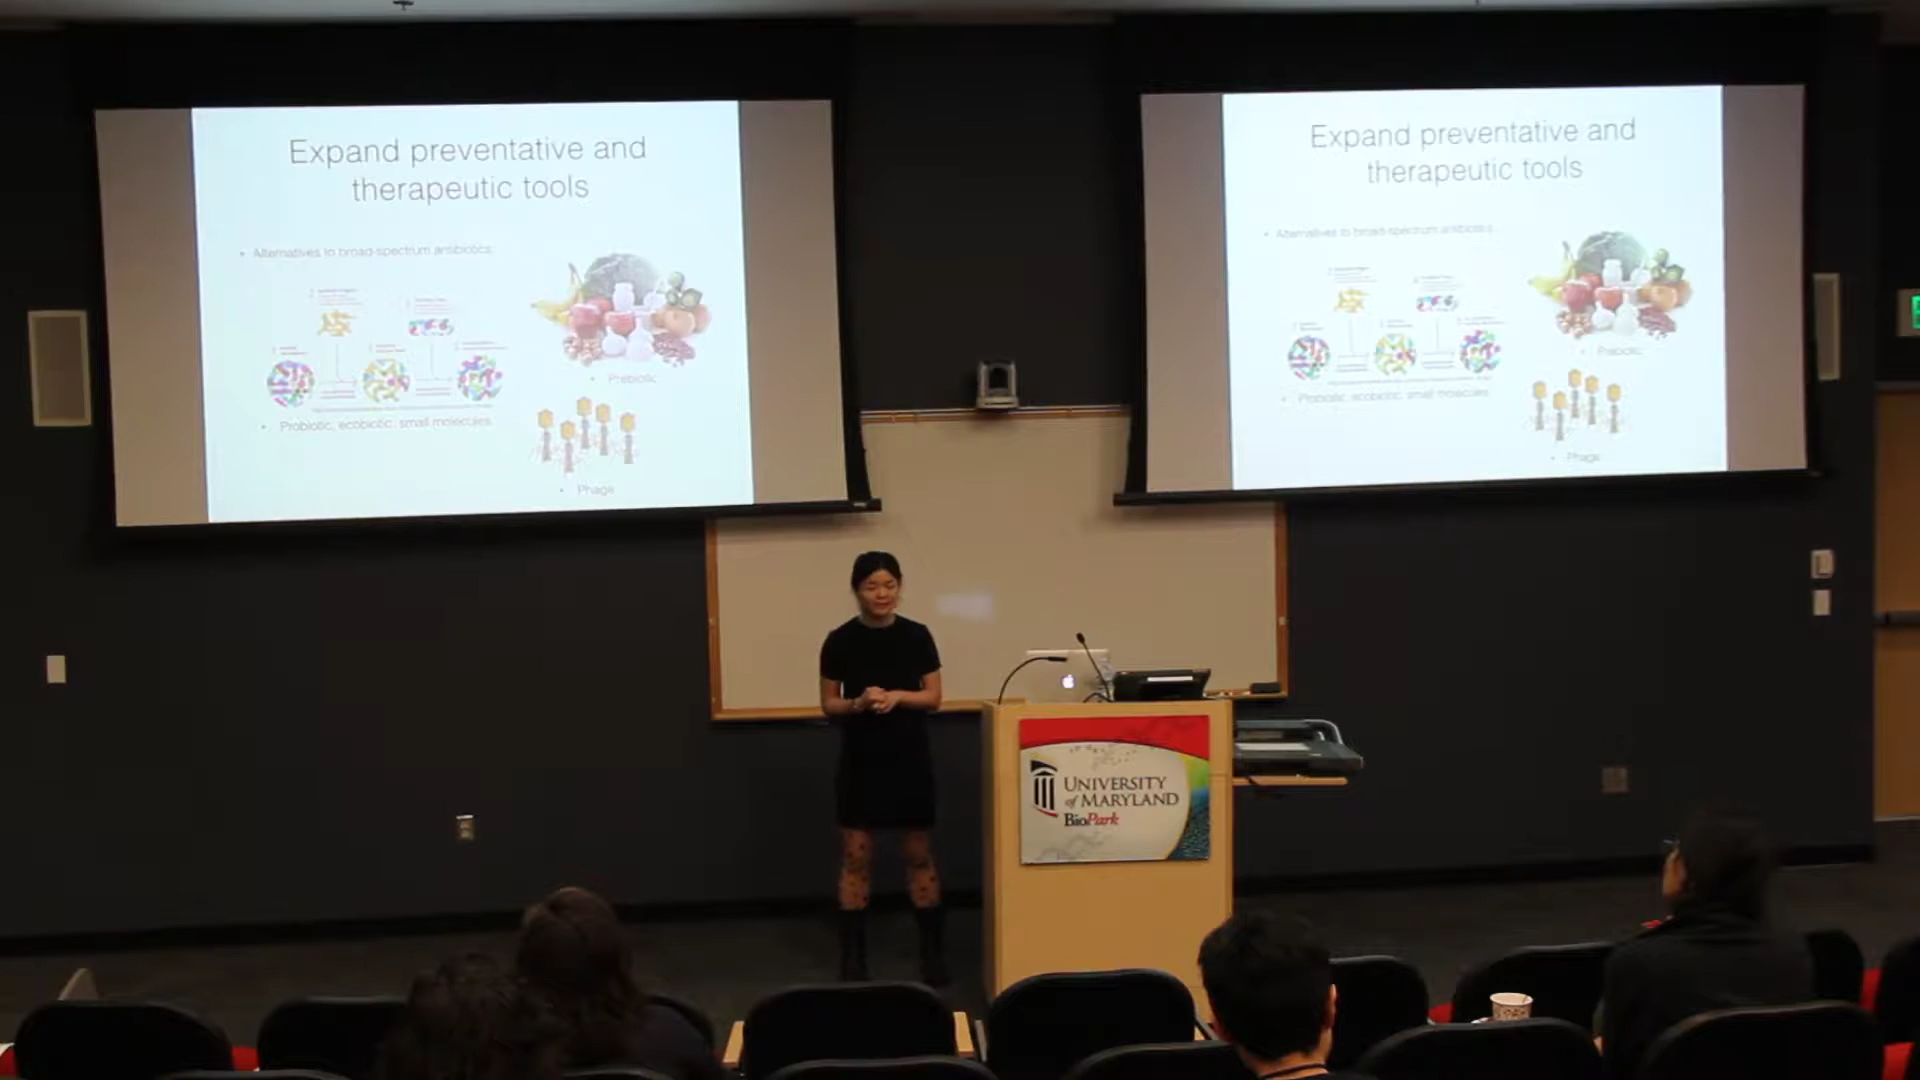 Expand preventative and
therapeutic tools
• Alternatives to broad-spectrum antibiotics:
• Prebiotic
• Probiotic, ecobiotic, small molecules
• Phage
Expand preventative and
therapeutic tools
• Alternatives to broad-spectrum antibiotics:
• Prebiotic
• Probiotic, ecobiotic, small molecules
• Phage
UNIVERSITY
of MARYLAND
BioPark